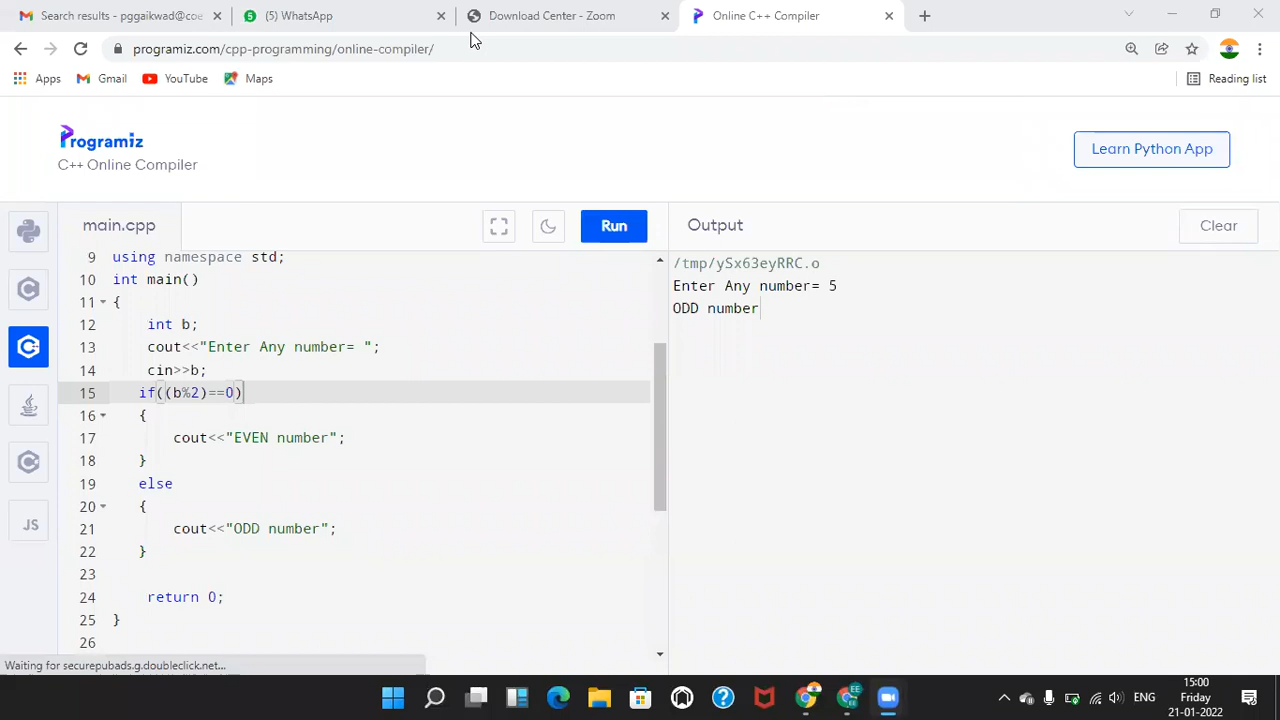 Search results - pggaikwad@coe
(5) WhatsApp
Download Center - Zoom
Online C++ Compiler
programiz.com/cpp-programming/online-compiler/
Apps
Gmail
YouTube
Maps
Reading list
Programiz
C++ Online Compiler
Learn Python App
main.cpp
Run
Output
Clear
9 using namespace std;
10 int main()
11 {
12 int b;
13 cout<<"Enter Any number= ";
14 cin>>b;
15 if((b%2)==0)
16 {
17 cout<<"EVEN number";
18 }
19 else
20 {
21 cout<<"ODD number";
22 }
23
24 return 0;
25 }
26
/tmp/ySx63eyRRC.o
Enter Any number= 5
ODD number
JS
Waiting for securepubads.g.doubleclick.net...
ENG
15:00
Friday
21-01-2022